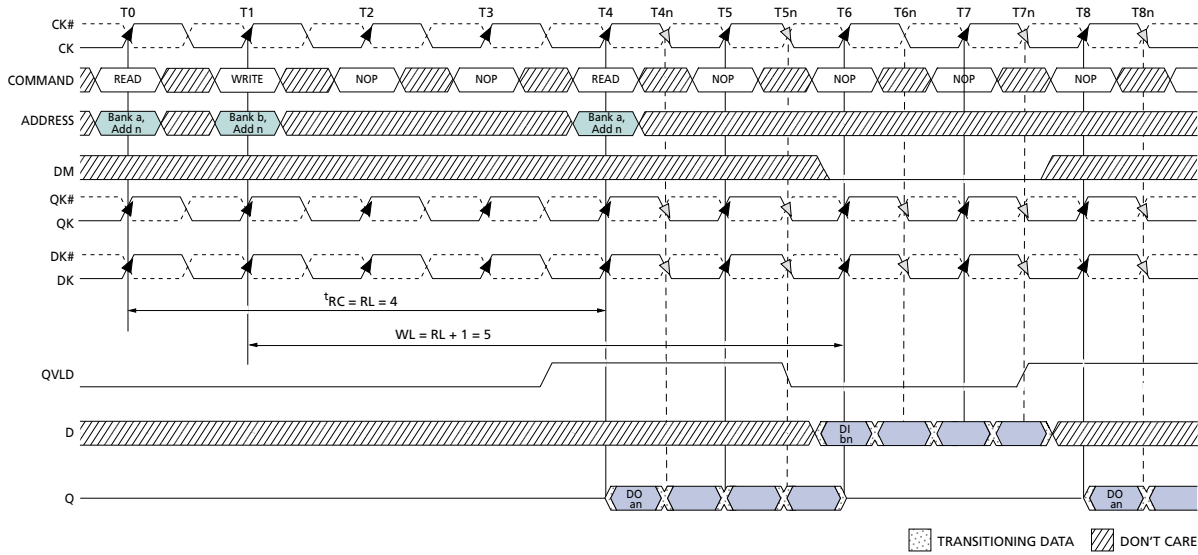 T0 T1 T2 T3 T4 T4n T5 T5n T6 T6n T7 T7n T8 T8n
CK#
CK
COMMAND READ WRITE NOP NOP READ NOP NOP NOP NOP
ADDRESS Bank a, Add n Bank b, Add n Bank a, Add n
DM
QK#
QK
DK#
DK
tRC = RL = 4
WL = RL + 1 = 5
QVLD
D DI bn
Q DO an DO an
TRANSITIONING DATA DON'T CARE